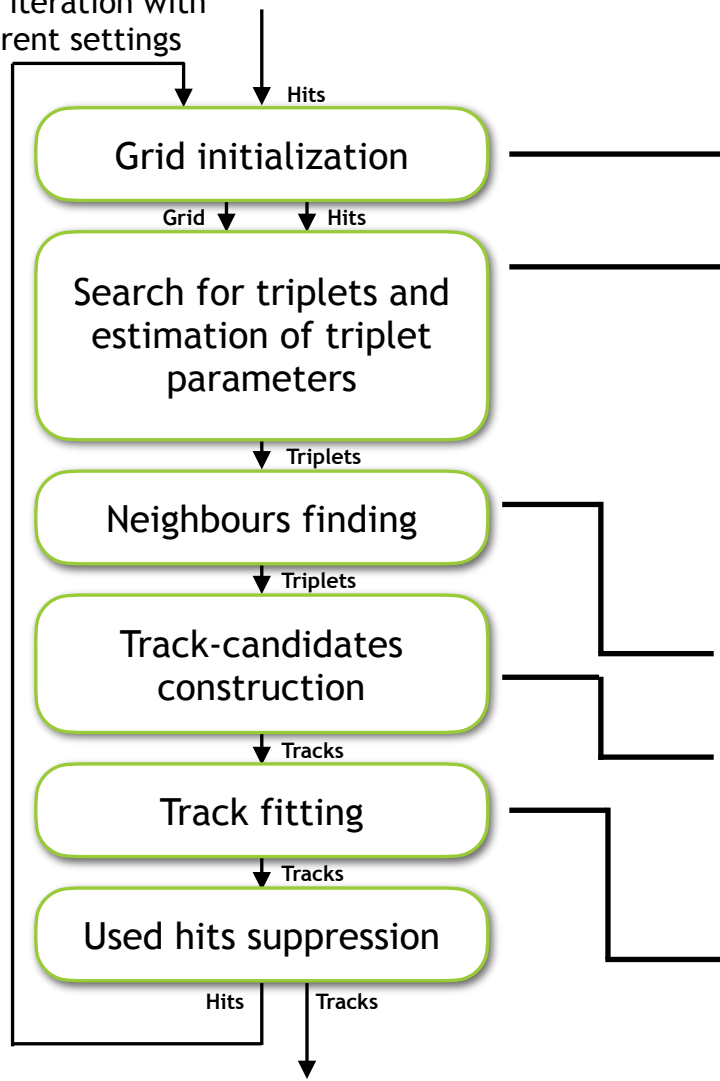 iteration with
rent settings
Hits
Grid initialization
Grid
Hits
Search for triplets and
estimation of triplet
parameters
Triplets
Neighbours finding
Triplets
Track-candidates
construction
Tracks
Track fitting
Tracks
Used hits suppression
Hits
Tracks